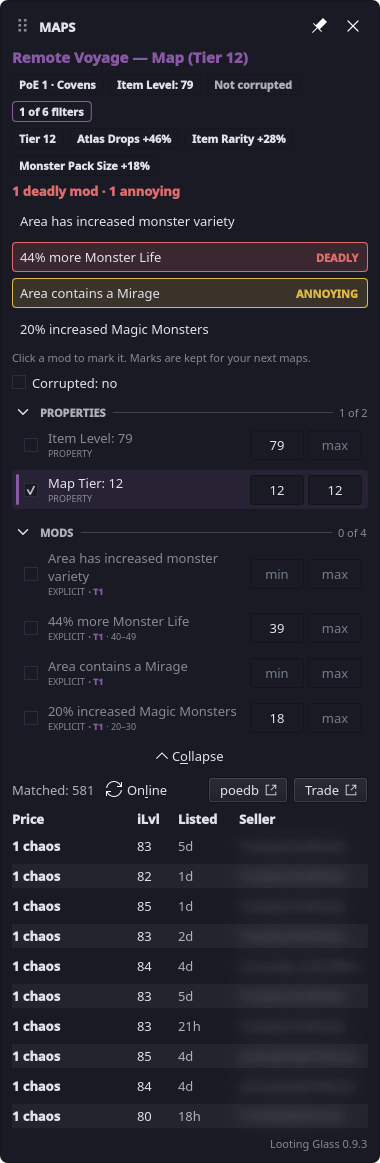 MAPS
Remote Voyage — Map (Tier 12)
PoE 1 · Covens Item Level: 79 Not corrupted
1 of 6 filters
Tier 12 Atlas Drops +46% Item Rarity +28%
Monster Pack Size +18%
1 deadly mod · 1 annoying
Area has increased monster variety
44% more Monster Life DEADLY
Area contains a Mirage ANNOYING
20% increased Magic Monsters
Click a mod to mark it. Marks are kept for your next maps.
Corrupted: no
PROPERTIES 1 of 2
Item Level: 79 79 max
PROPERTY
Map Tier: 12 12 12
PROPERTY
MODS 0 of 4
Area has increased monster
variety min max
EXPLICIT · T1
44% more Monster Life 39 max
EXPLICIT · T1 · 40–49
Area contains a Mirage min max
EXPLICIT · T1
20% increased Magic Monsters 18 max
EXPLICIT · T1 · 20–30
Collapse
Matched: 581 Online poedb Trade
Price iLvl Listed Seller
1 chaos 83 5d
1 chaos 82 1d
1 chaos 85 1d
1 chaos 83 2d
1 chaos 84 4d
1 chaos 83 5d
1 chaos 83 21h
1 chaos 85 4d
1 chaos 84 4d
1 chaos 80 18h
Looting Glass 0.9.3